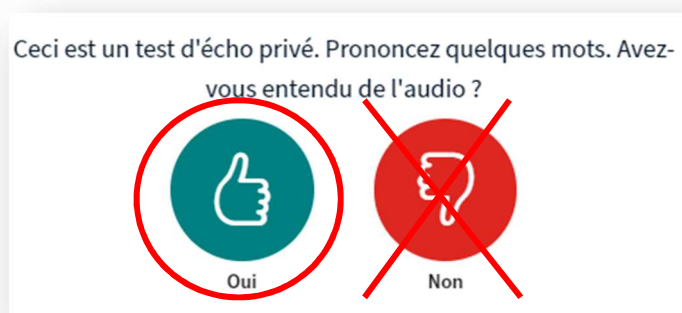 Ceci est un test d'écho privé. Prononcez quelques mots. Avez-
vous entendu de l'audio ?
Oui
Non